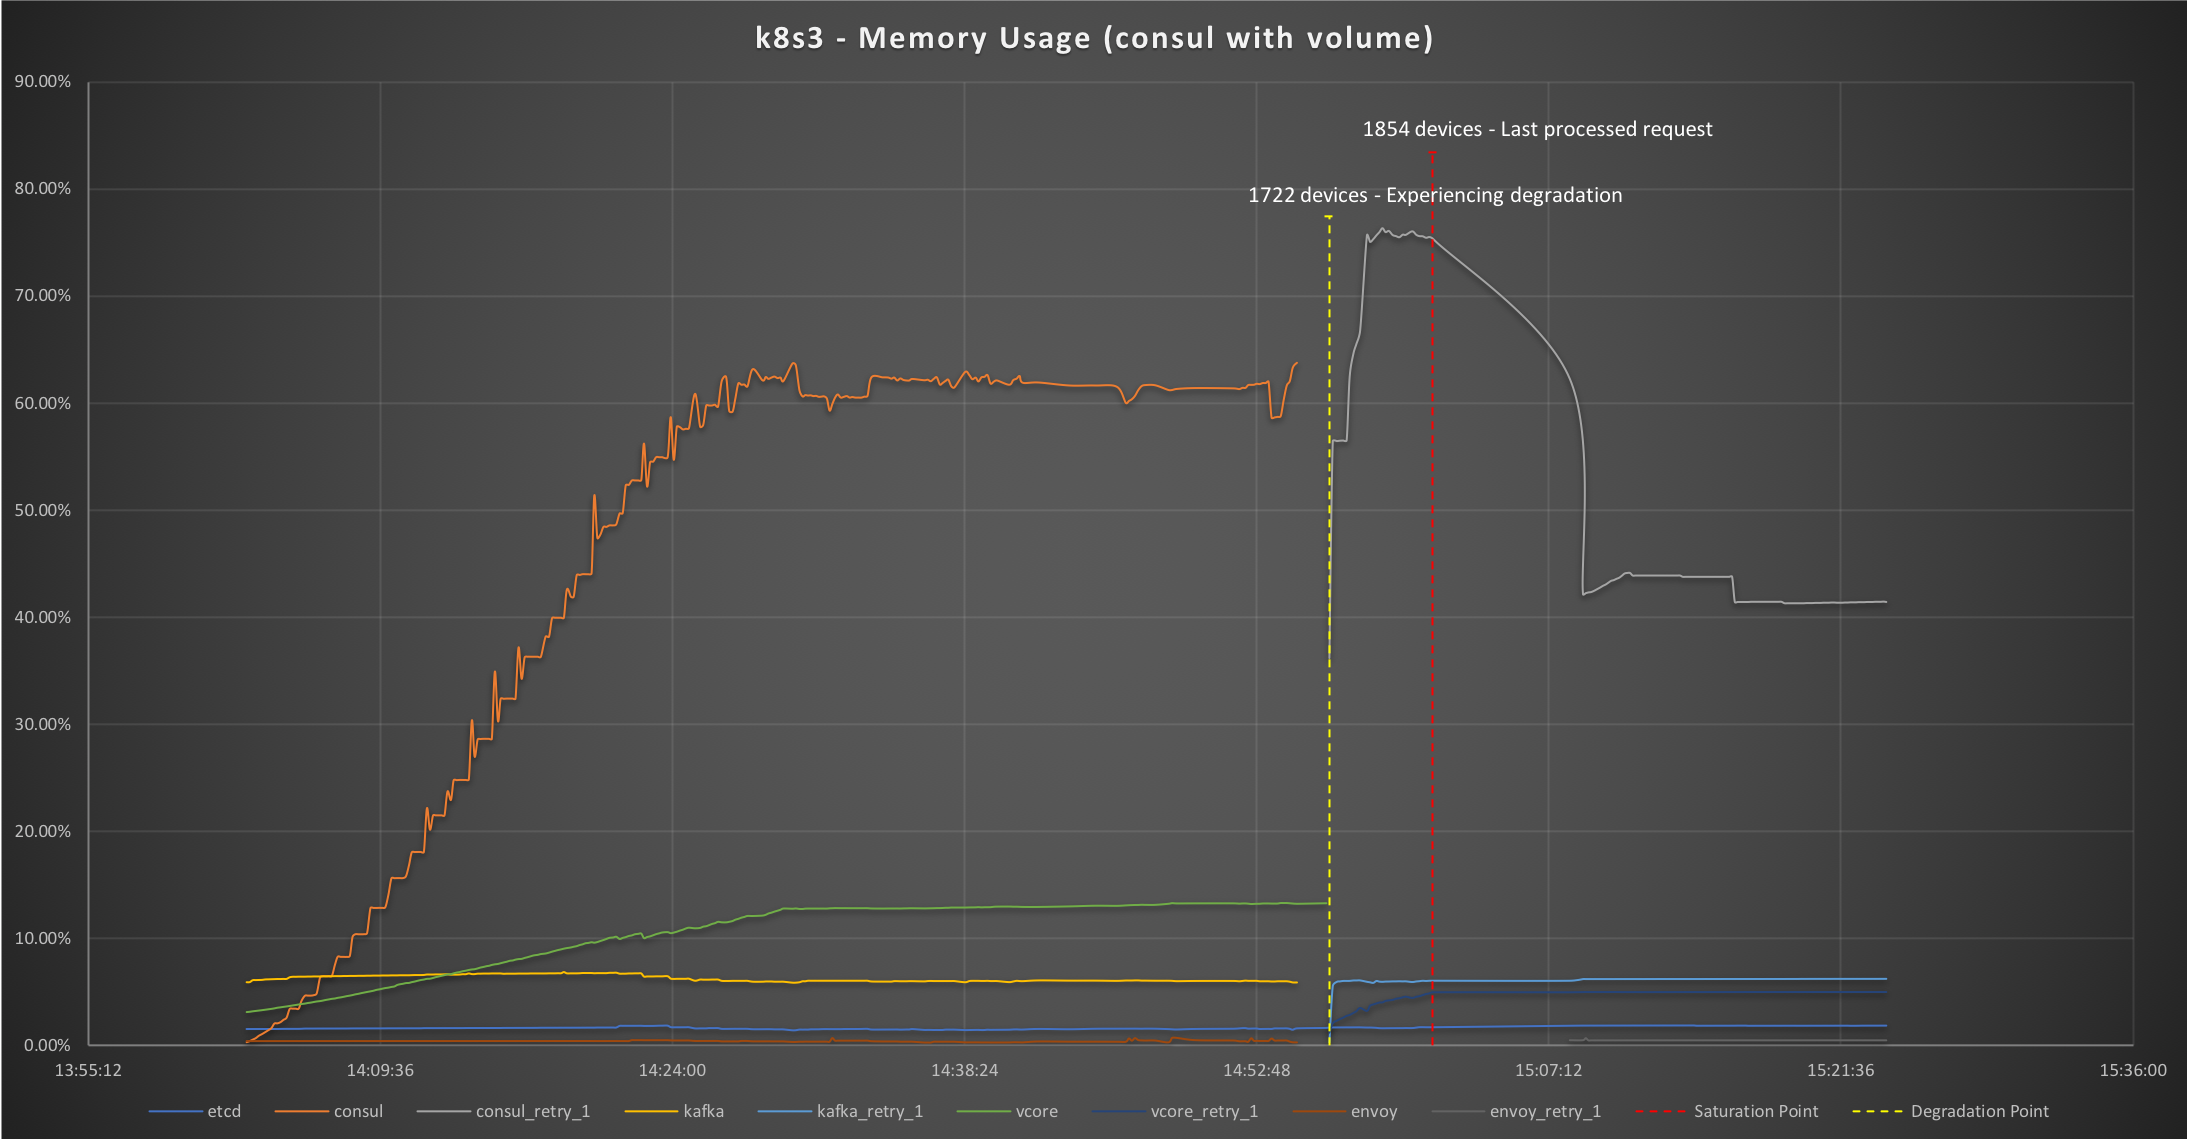 k8s3 - Memory Usage (consul with volume)
90.00%
1854 devices - Last processed request
80.00%
1722 devices - Experiencing degradation
70.00%
60.00%
50.00%
40.00%
30.00%
20.00%
10.00%
0.00%
13:55:12 14:09:36 14:24:00 14:38:24 14:52:48 15:07:12 15:21:36 15:36:00
etcd consul consul_retry_1 kafka kafka_retry_1 vcore vcore_retry_1 envoy envoy_retry_1 Saturation Point Degradation Point